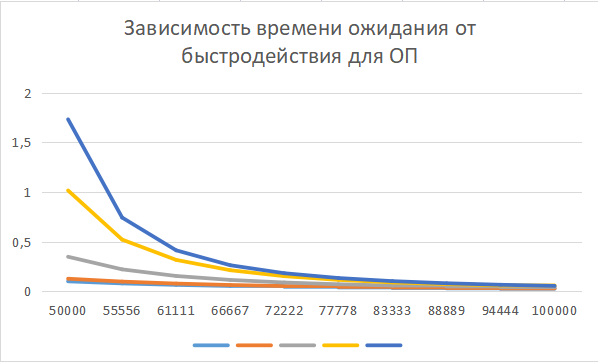 Зависимость времени ожидания от
быстродействия для ОП
2
1,5
1
0,5
0
50000 55556 61111 66667 72222 77778 83333 88889 94444 100000